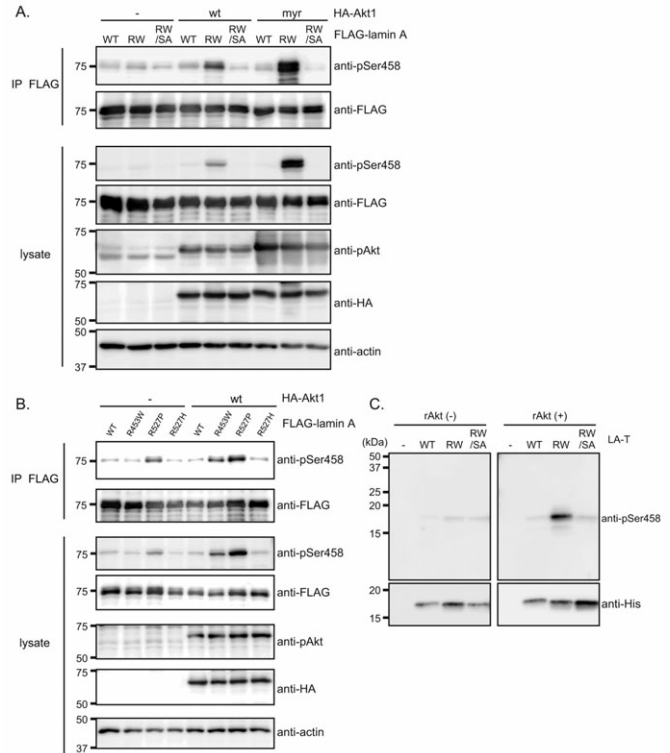 A.
- wt myr HA-Akt1
WT RW RW/SA WT RW RW/SA WT RW RW/SA FLAG-lamin A
IP FLAG
75 anti-pSer458
75 anti-FLAG
lysate
75 anti-pSer458
75 anti-FLAG
75 anti-pAkt
50
75 anti-HA
50
50 anti-actin
37
B.
- wt HA-Akt1
WT R453W R527P R527H WT R453W R527P R527H FLAG-lamin A
IP FLAG
75 anti-pSer458
75 anti-FLAG
lysate
75 anti-pSer458
75 anti-FLAG
75 anti-pAkt
50
75 anti-HA
50
50 anti-actin
37
C.
rAkt (-) rAkt (+)
(kDa) - WT RW RW/SA - WT RW RW/SA LA-T
50
37
25
20 anti-pSer458
15
20 anti-His
15